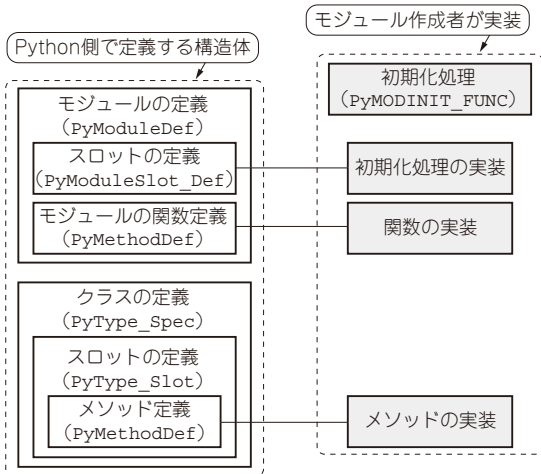 Python側で定義する構造体
モジュールの定義
（PyModuleDef）
スロットの定義
（PyModuleSlot_Def）
モジュールの関数定義
（PyMethodDef）
クラスの定義
（PyType_Spec）
スロットの定義
（PyType_Slot）
メソッド定義
（PyMethodDef）
モジュール作成者が実装
初期化処理
（PyMODINIT_FUNC）
初期化処理の実装
関数の実装
メソッドの実装